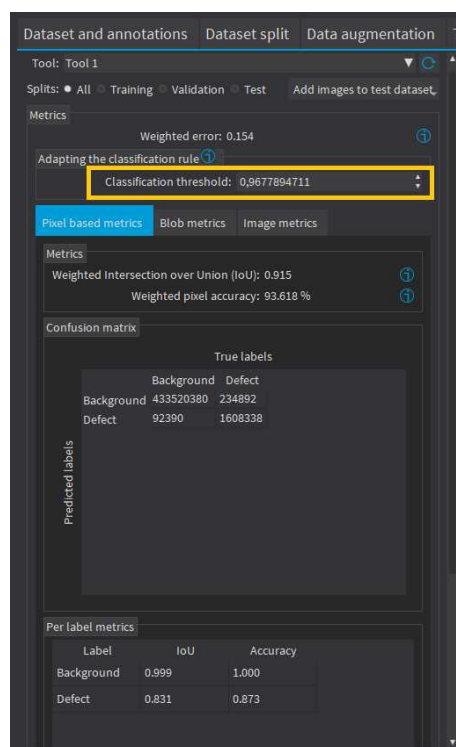 Dataset and annotations Dataset split Data augmentation
Tool: Tool 1
Splits: All Training Validation Test Add images to test dataset
Metrics
Weighted error: 0.154
Adapting the classification rule
Classification threshold: 0,9677894711
Pixel based metrics Blob metrics Image metrics
Metrics
Weighted Intersection over Union (IoU): 0.915
Weighted pixel accuracy: 93.618 %
Confusion matrix
True labels
Background Defect
Background 433520380 234892
Defect 92390 1608338
Predicted labels
Per label metrics
Label IoU Accuracy
Background 0.999 1.000
Defect 0.831 0.873